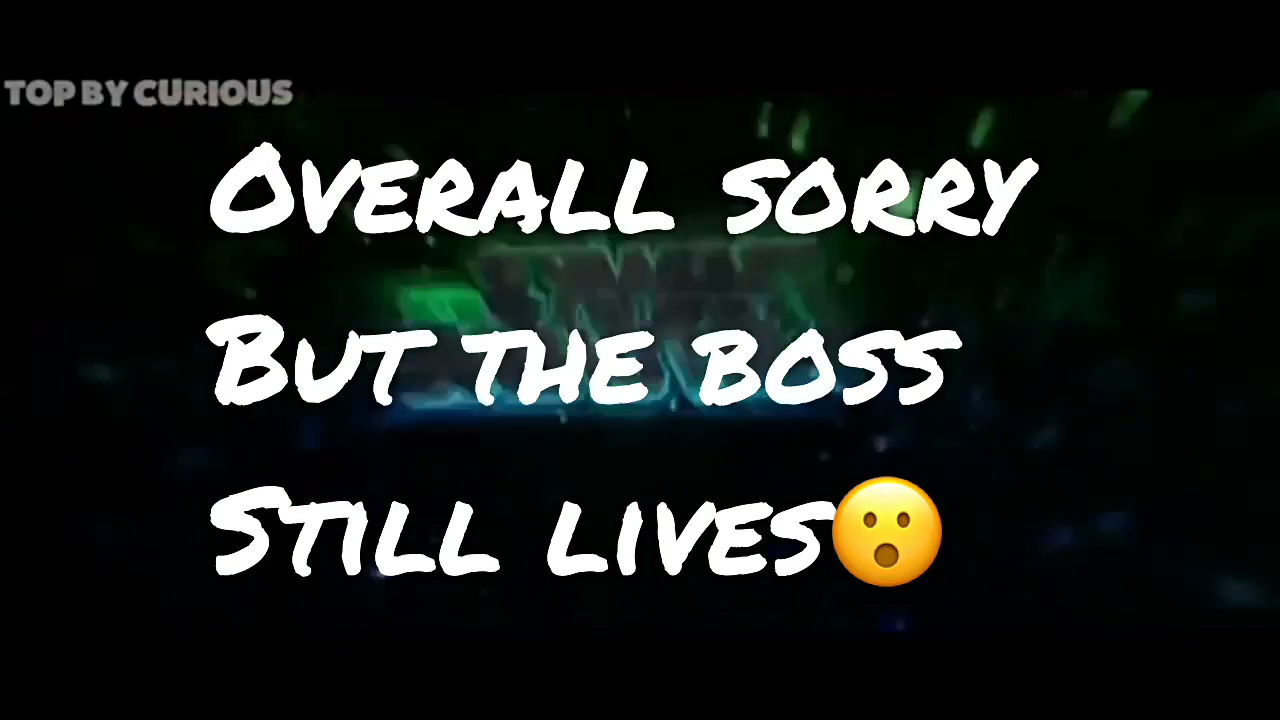 TOP BY CURIOUS
OVERALL SORRY
BUT THE BOSS
STILL LIVES😮